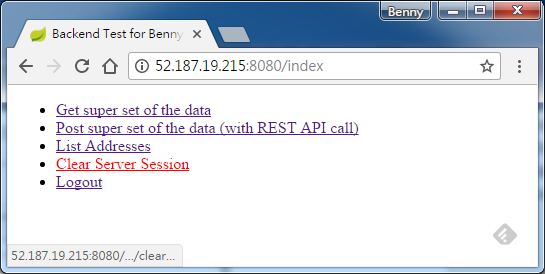 Benny
Backend Test for Benny
52.187.19.215:8080/index
Get super set of the data
Post super set of the data (with REST API call)
List Addresses
Clear Server Session
Logout
52.187.19.215:8080/.../clear...